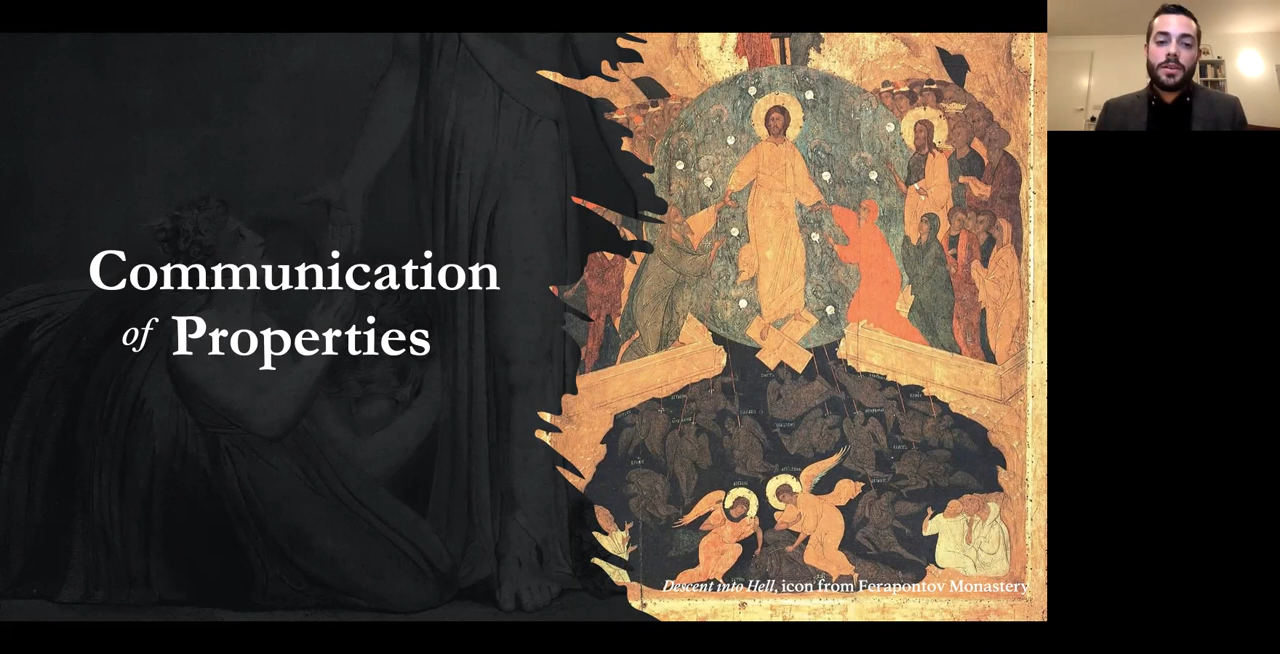 Communication
of Properties
Descent into Hell, icon from Ferapontov Monastery